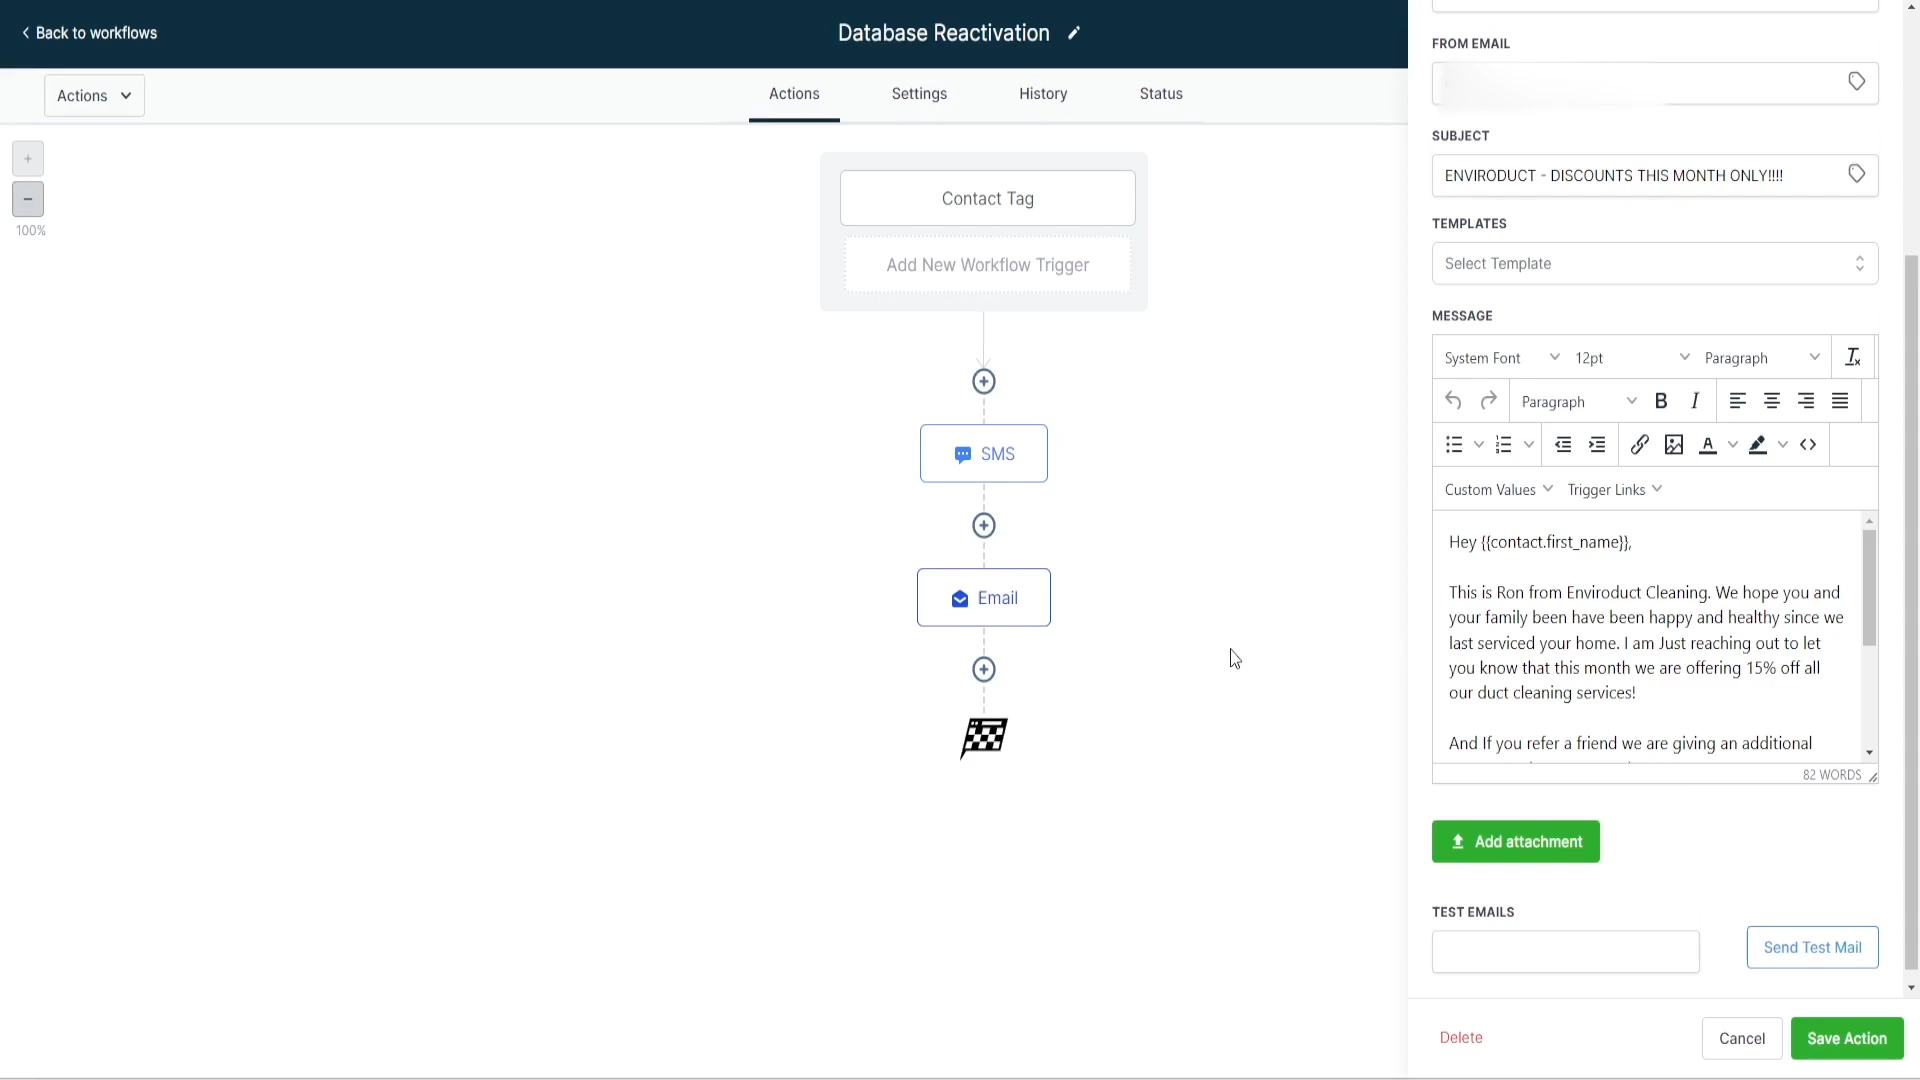 Back to workflows
Database Reactivation
Actions
Actions
Settings
History
Status
+
−
100%
Contact Tag
Add New Workflow Trigger
SMS
Email
FROM EMAIL
SUBJECT
ENVIRODUCT - DISCOUNTS THIS MONTH ONLY!!!!
TEMPLATES
Select Template
MESSAGE
System Font
12pt
Paragraph
Paragraph
B
I
A
Custom Values
Trigger Links
Hey {{contact.first_name}},
This is Ron from Enviroduct Cleaning. We hope you and
your family been have been happy and healthy since we
last serviced your home. I am Just reaching out to let
you know that this month we are offering 15% off all
our duct cleaning services!
And If you refer a friend we are giving an additional
82 WORDS
Add attachment
TEST EMAILS
Send Test Mail
Delete
Cancel
Save Action